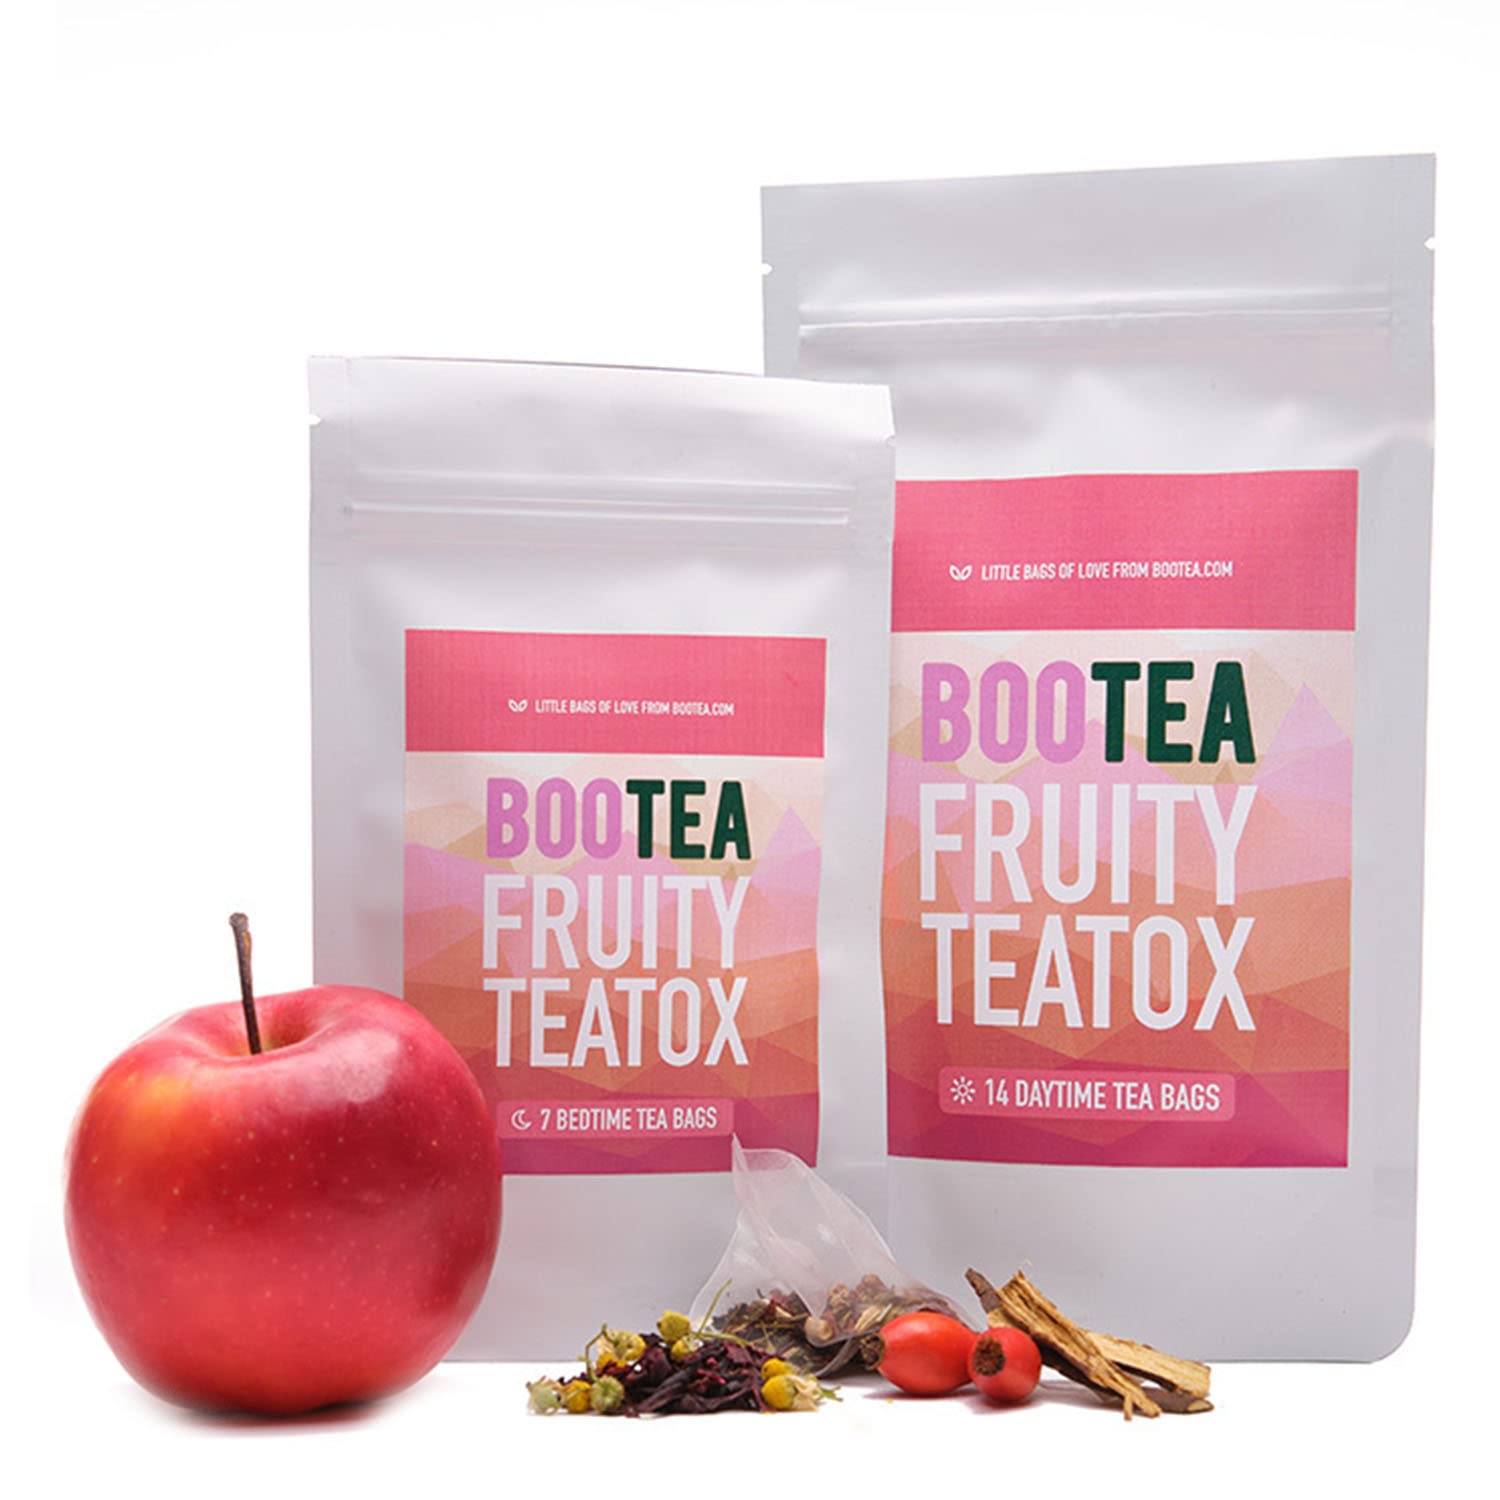 LITTLE BAGS OF LOVE FROM BOOTEA.COM
BOOTEA
FRUITY
TEATOX
7 BEDTIME TEA BAGS
LITTLE BAGS OF LOVE FROM BOOTEA.COM
BOOTEA
FRUITY
TEATOX
14 DAYTIME TEA BAGS